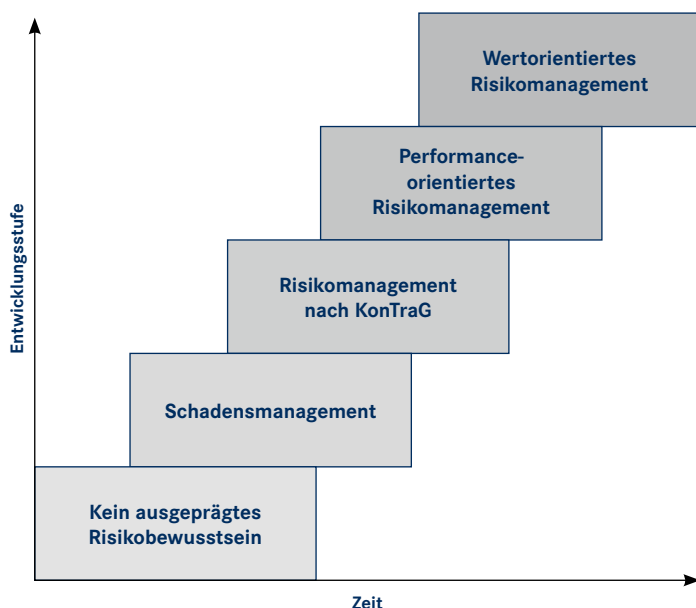 Wertorientiertes
Risikomanagement
Performance-
orientiertes
Risikomanagement
Risikomanagement
nach KonTraG
Schadensmanagement
Kein ausgeprägtes
Risikobewusstsein
Entwicklungsstufe
Zeit